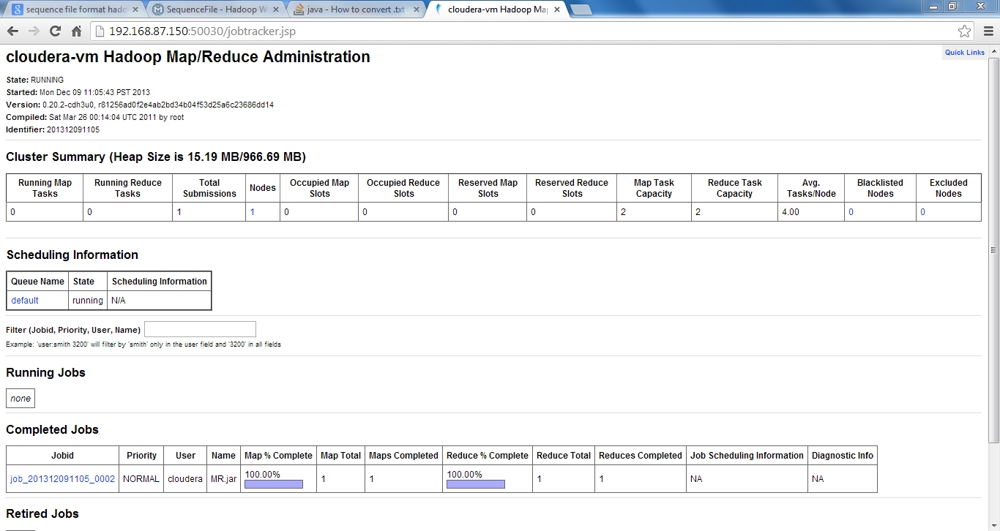 sequence file format hado
SequenceFile - Hadoop W
java - How to convert .txt
cloudera-vm Hadoop Map
192.168.87.150:50030/jobtracker.jsp
cloudera-vm Hadoop Map/Reduce Administration
Quick Links
State: RUNNING
Started: Mon Dec 09 11:05:43 PST 2013
Version: 0.20.2-cdh3u0, r81256ad0f2e4ab2bd34b04f53d25a6c23686dd14
Compiled: Sat Mar 26 00:14:04 UTC 2011 by root
Identifier: 201312091105
Cluster Summary (Heap Size is 15.19 MB/966.69 MB)
Running Map Tasks Running Reduce Tasks Total Submissions Nodes Occupied Map Slots Occupied Reduce Slots Reserved Map Slots Reserved Reduce Slots Map Task Capacity Reduce Task Capacity Avg. Tasks/Node Blacklisted Nodes Excluded Nodes
0 0 1 1 0 0 0 0 2 2 4.00 0 0
Scheduling Information
Queue Name State Scheduling Information
default running N/A
Filter (Jobid, Priority, User, Name)
Example: 'user:smith 3200' will filter by 'smith' only in the user field and '3200' in all fields
Running Jobs
none
Completed Jobs
Jobid Priority User Name Map % Complete Map Total Maps Completed Reduce % Complete Reduce Total Reduces Completed Job Scheduling Information Diagnostic Info
job_201312091105_0002 NORMAL cloudera MR.jar 100.00% 1 1 100.00% 1 1 NA NA
Retired Jobs